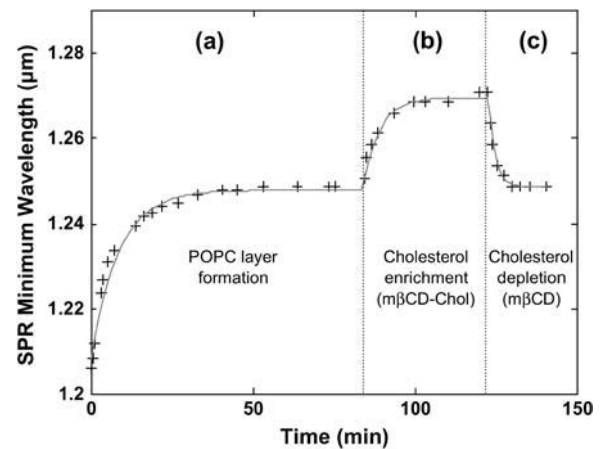 (a) (b) (c)
SPR Minimum Wavelength (µm)
1.28
1.26
1.24
1.22
1.2
POPC layer
formation
Cholesterol
enrichment
(mβCD-Chol)
Cholesterol
depletion
(mβCD)
0 50 100 150
Time (min)